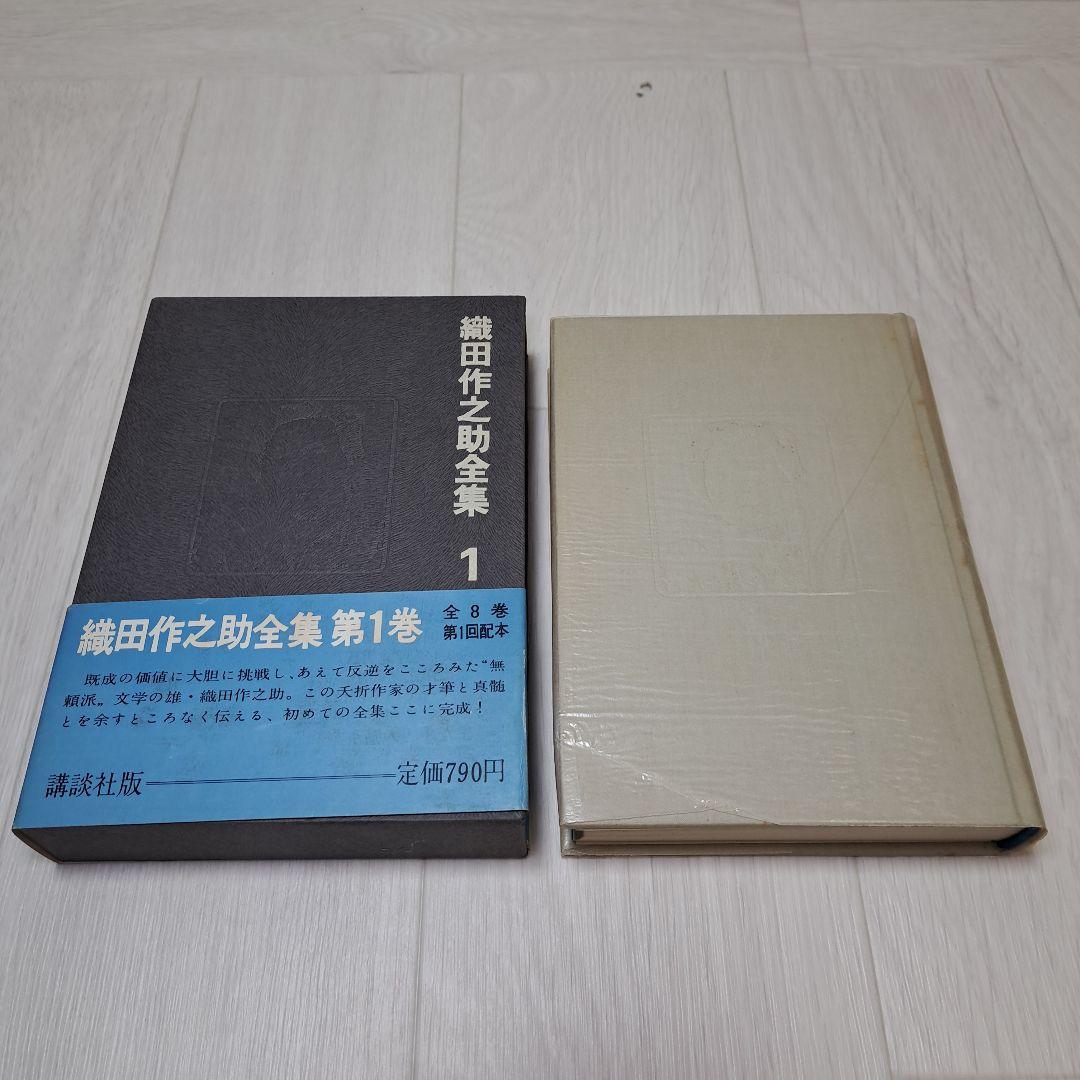 織田作之助全集 1
織田作之助全集 第1巻
全8巻
第1回配本
既成の価値に大胆に挑戦し、あえて反逆をこころみた“無
頼派„文学の雄・織田作之助。この夭折作家の才筆と真髄
とを余すところなく伝える、初めての全集ここに完成！
講談社版
定価790円